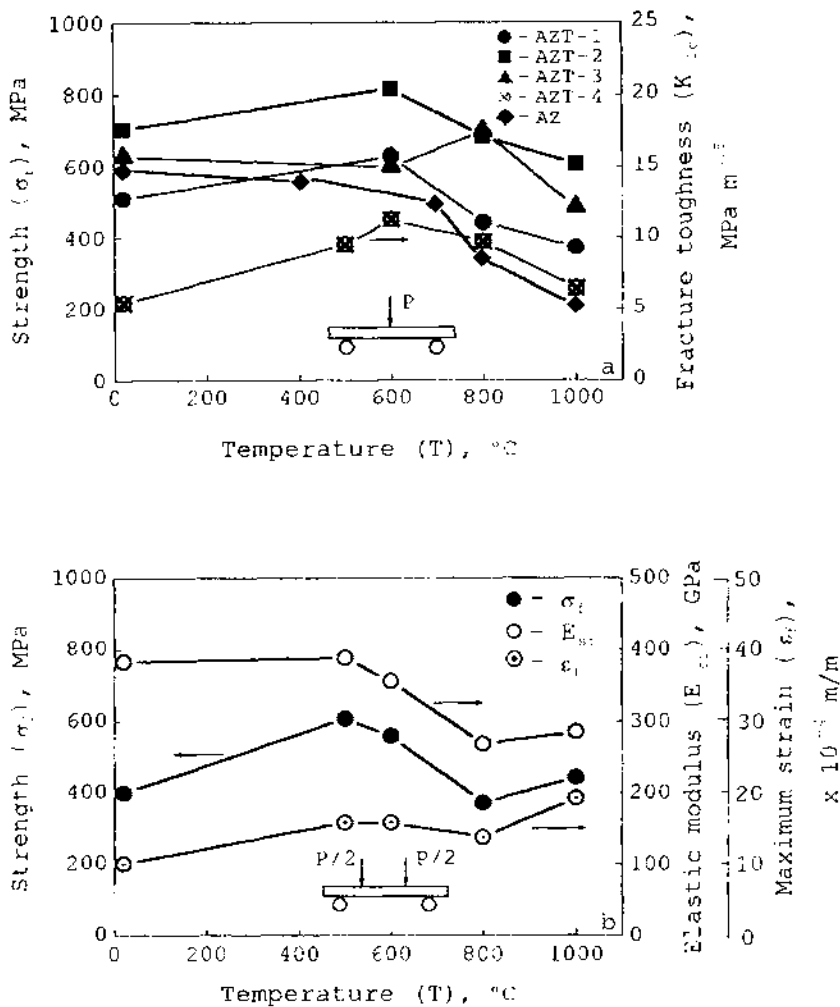 1000
800
600
400
200
0
Strength (σf), MPa
● - AZT-1
■ - AZT-2
▲ - AZT-3
⊠ - AZT-4
◆ - AZ
P
a
25
20
15
10
5
0
Fracture toughness (K
MPa m
0 200 400 600 800 1000
Temperature (T), °C
1000
800
600
400
200
0
Strength (σf), MPa
● - σf
○ - Est
⊙ - εf
P/2 P/2
b
500
400
300
200
100
0
Elastic modulus (Est), GPa
50
40
30
20
10
0
Maximum strain (εf),
x 10 m/m
0 200 400 600 800 1000
Temperature (T), °C